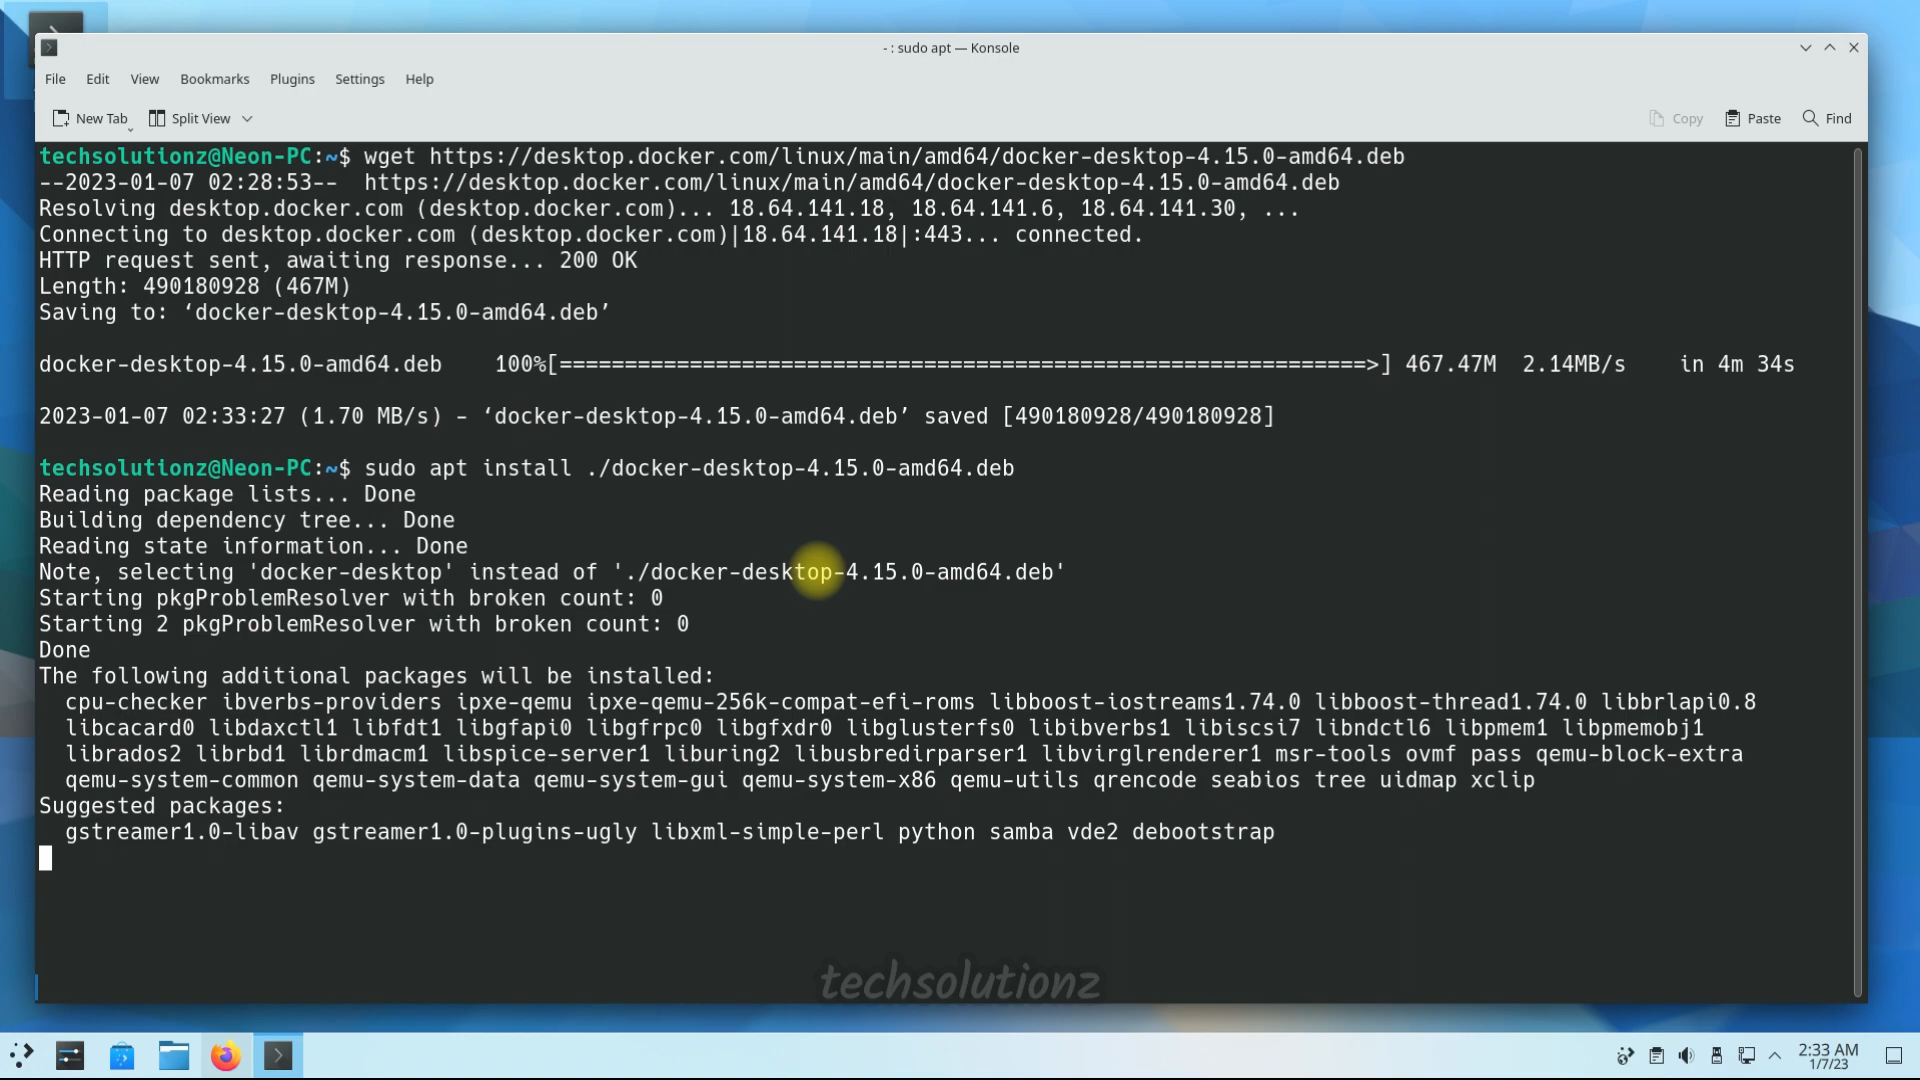 - : sudo apt — Konsole
File Edit View Bookmarks Plugins Settings Help
New Tab Split View Copy Paste Find
techsolutionz@Neon-PC:~$ wget https://desktop.docker.com/linux/main/amd64/docker-desktop-4.15.0-amd64.deb
--2023-01-07 02:28:53--  https://desktop.docker.com/linux/main/amd64/docker-desktop-4.15.0-amd64.deb
Resolving desktop.docker.com (desktop.docker.com)... 18.64.141.18, 18.64.141.6, 18.64.141.30, ...
Connecting to desktop.docker.com (desktop.docker.com)|18.64.141.18|:443... connected.
HTTP request sent, awaiting response... 200 OK
Length: 490180928 (467M)
Saving to: ‘docker-desktop-4.15.0-amd64.deb’
docker-desktop-4.15.0-amd64.deb    100%[==============================================================>] 467.47M  2.14MB/s    in 4m 34s
2023-01-07 02:33:27 (1.70 MB/s) - ‘docker-desktop-4.15.0-amd64.deb’ saved [490180928/490180928]
techsolutionz@Neon-PC:~$ sudo apt install ./docker-desktop-4.15.0-amd64.deb
Reading package lists... Done
Building dependency tree... Done
Reading state information... Done
Note, selecting 'docker-desktop' instead of './docker-desktop-4.15.0-amd64.deb'
Starting pkgProblemResolver with broken count: 0
Starting 2 pkgProblemResolver with broken count: 0
Done
The following additional packages will be installed:
  cpu-checker ibverbs-providers ipxe-qemu ipxe-qemu-256k-compat-efi-roms libboost-iostreams1.74.0 libboost-thread1.74.0 libbrlapi0.8
  libcacard0 libdaxctl1 libfdt1 libgfapi0 libgfrpc0 libgfxdr0 libglusterfs0 libibverbs1 libiscsi7 libndctl6 libpmem1 libpmemobj1
  librados2 librbd1 librdmacm1 libspice-server1 liburing2 libusbredirparser1 libvirglrenderer1 msr-tools ovmf pass qemu-block-extra
  qemu-system-common qemu-system-data qemu-system-gui qemu-system-x86 qemu-utils qrencode seabios tree uidmap xclip
Suggested packages:
  gstreamer1.0-libav gstreamer1.0-plugins-ugly libxml-simple-perl python samba vde2 debootstrap
techsolutionz
2:33 AM
1/7/23